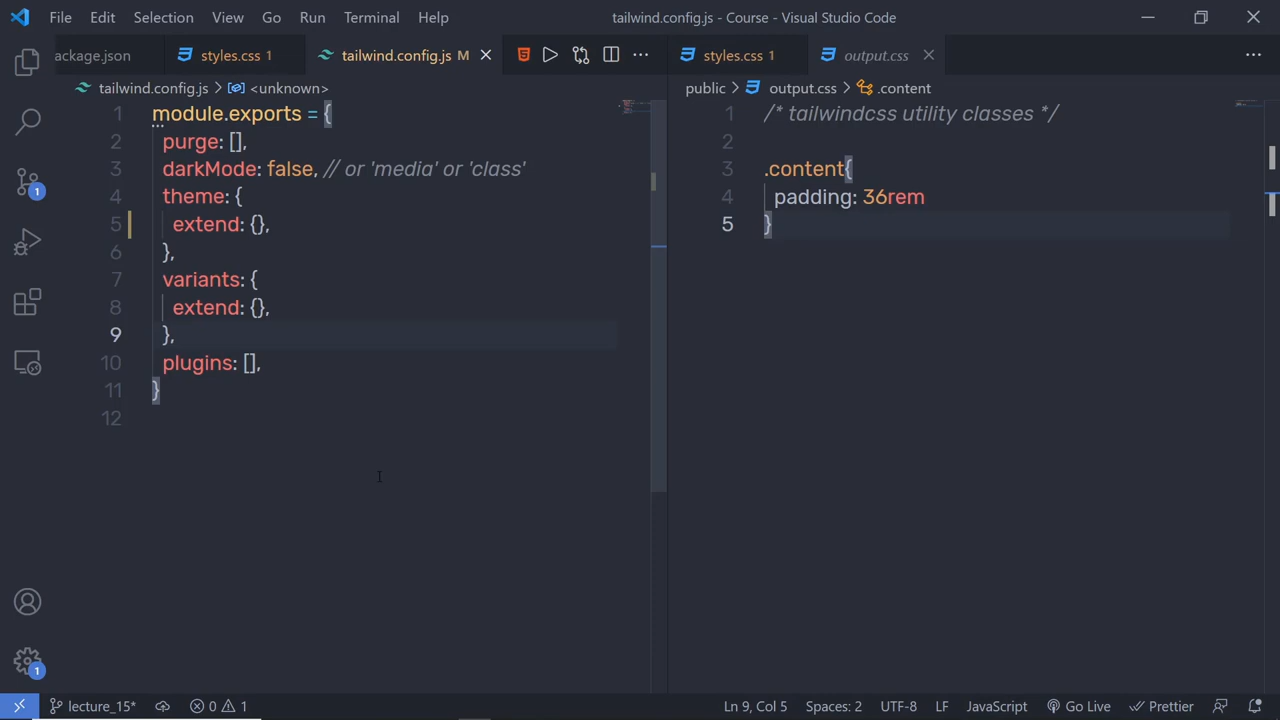 File Edit Selection View Go Run Terminal Help
tailwind.config.js - Course - Visual Studio Code
ackage.json
styles.css 1
tailwind.config.js M
styles.css 1
output.css
tailwind.config.js > <unknown>
public > output.css > .content
1 module.exports = {
2 purge: [],
3 darkMode: false, // or 'media' or 'class'
4 theme: {
5 extend: {},
6 },
7 variants: {
8 extend: {},
9 },
10 plugins: [],
11 }
12
1 /* tailwindcss utility classes */
2
3 .content{
4 padding: 36rem
5 }
1
1
lecture_15*
0
1
Ln 9, Col 5
Spaces: 2
UTF-8
LF
JavaScript
Go Live
Prettier